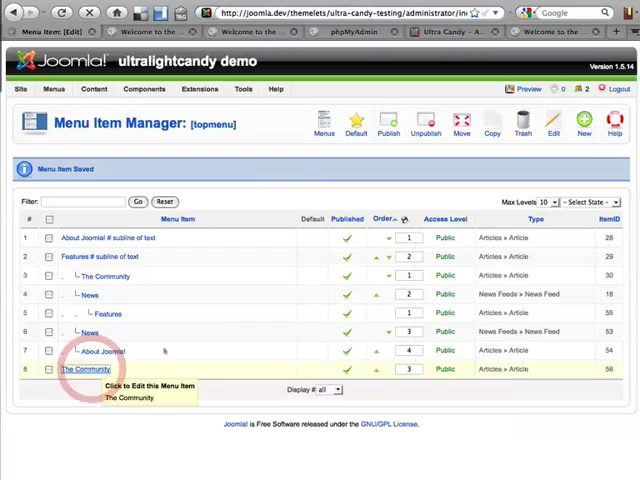 http://joomla.dev/themelets/ultra-candy-testing/administrator/in
Google
Menu Item: [Edit]
Welcome to the
Welcome to the
phpMyAdmin
Ultra Candy - A
Welcome to the
Joomla! ultralightcandy demo
Version 1.5.14
Site Menus Content Components Extensions Tools Help
Preview 0 2 Logout
Menu Item Manager: [topmenu]
Menus Default Publish Unpublish Move Copy Trash Edit New Help
Menu Item Saved
Filter: Go Reset
Max Levels 10 - Select State -
# Menu Item Default Published Order Access Level Type ItemID
1 About Joomla! # subline of text 1 Public Articles » Article 28
2 Features # subline of text 2 Public Articles » Article 29
3 . The Community 1 Public Articles » Article 30
4 . News 2 Public News Feeds » News Feed 18
5 . . Features 1 Public Articles » Article 55
6 . News 3 Public News Feeds » News Feed 53
7 . About Joomla! 4 Public Articles » Article 54
8 The Community 3 Public Articles » Article 56
Click to Edit this Menu Item
The Community
Display # all
Joomla! is Free Software released under the GNU/GPL License.